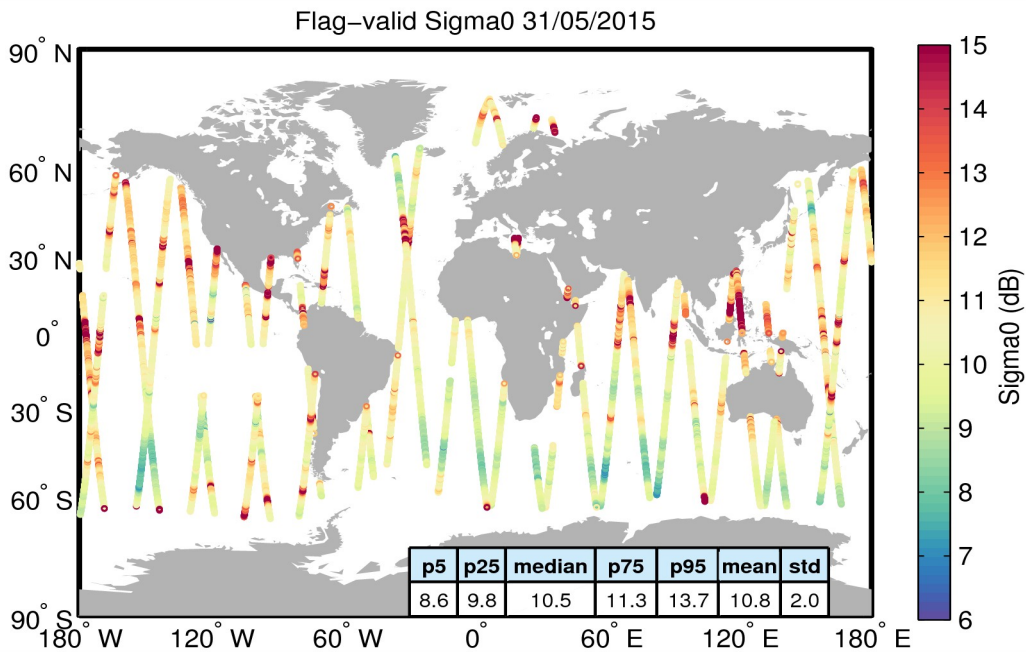 Flag−valid Sigma0 31/05/2015
90° N
60° N
30° N
0°
30° S
60° S
90° S
180° W
120° W
60° W
0°
60° E
120° E
180° E
p5 p25 median p75 p95 mean std
8.6 9.8 10.5 11.3 13.7 10.8 2.0
15
14
13
12
11
10
9
8
7
6
Sigma0 (dB)